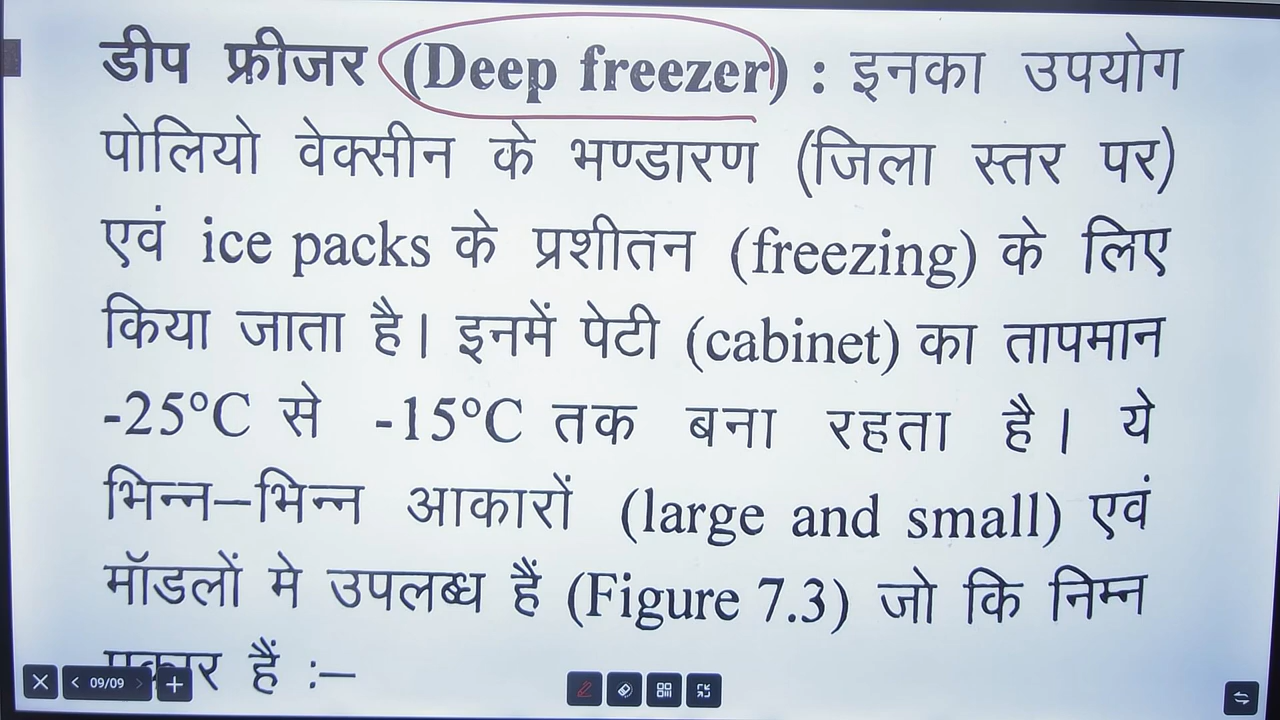 डीप फ्रीजर (Deep freezer) : इनका उपयोग
पोलियो वेक्सीन के भण्डारण (जिला स्तर पर)
एवं ice packs के प्रशीतन (freezing) के लिए
किया जाता है। इनमें पेटी (cabinet) का तापमान
-25°C से -15°C तक बना रहता है। ये
भिन्न–भिन्न आकारों (large and small) एवं
मॉडलों मे उपलब्ध हैं (Figure 7.3) जो कि निम्न
प्रकार हैं :–
09/09